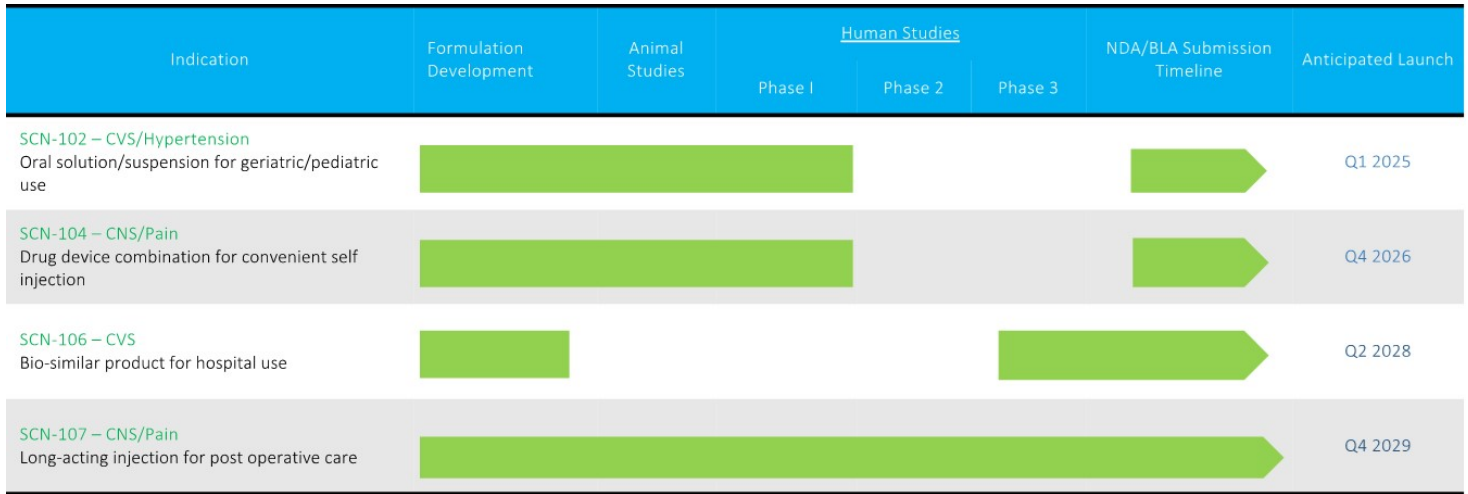 Indication
Formulation
Development
Animal
Studies
Human Studies
Phase I
Phase 2
Phase 3
NDA/BLA Submission
Timeline
Anticipated Launch
SCN-102 – CVS/Hypertension
Oral solution/suspension for geriatric/pediatric
use
Q1 2025
SCN-104 – CNS/Pain
Drug device combination for convenient self
injection
Q4 2026
SCN-106 – CVS
Bio-similar product for hospital use
Q2 2028
SCN-107 – CNS/Pain
Long-acting injection for post operative care
Q4 2029